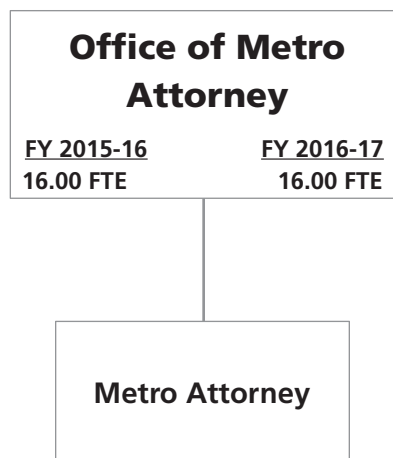 Office of Metro
Attorney
FY 2015-16 FY 2016-17
16.00 FTE 16.00 FTE
Metro Attorney